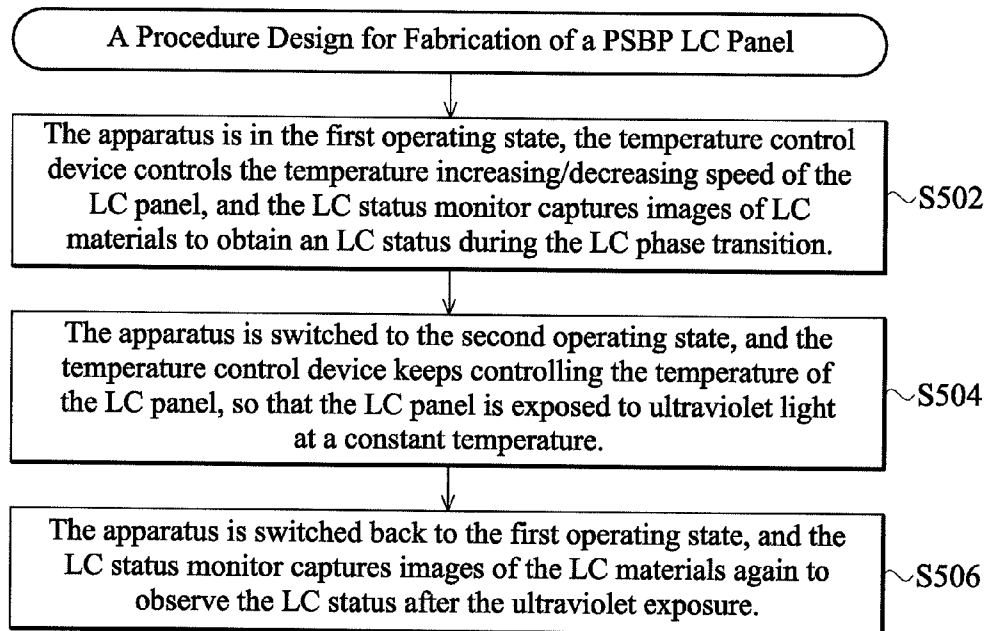 A Procedure Design for Fabrication of a PSBP LC Panel
The apparatus is in the first operating state, the temperature control
device controls the temperature increasing/decreasing speed of the
LC panel, and the LC status monitor captures images of LC
materials to obtain an LC status during the LC phase transition.
S502
The apparatus is switched to the second operating state, and the
temperature control device keeps controlling the temperature of
the LC panel, so that the LC panel is exposed to ultraviolet light
at a constant temperature.
S504
The apparatus is switched back to the first operating state, and the
LC status monitor captures images of the LC materials again to
observe the LC status after the ultraviolet exposure.
S506